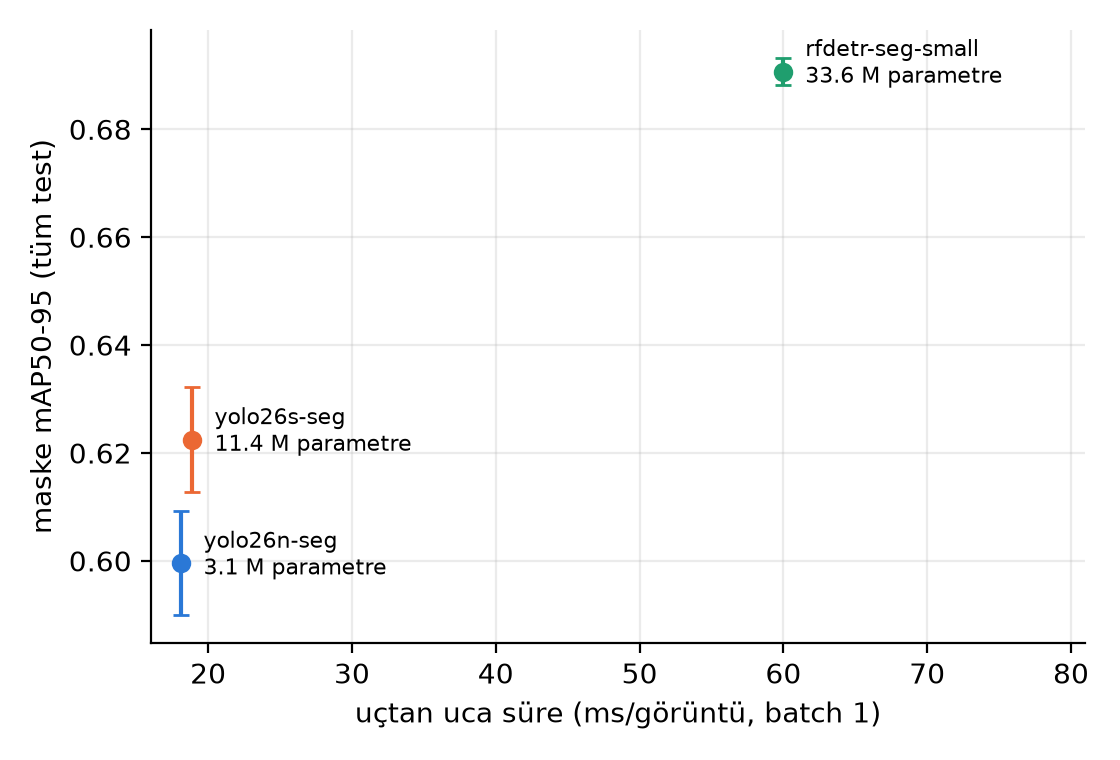 rfdetr-seg-small
33.6 M parametre
0.68
0.66
0.64
0.62
0.60
maske mAP50-95 (tüm test)
yolo26s-seg
11.4 M parametre
yolo26n-seg
3.1 M parametre
20 30 40 50 60 70 80
uçtan uca süre (ms/görüntü, batch 1)